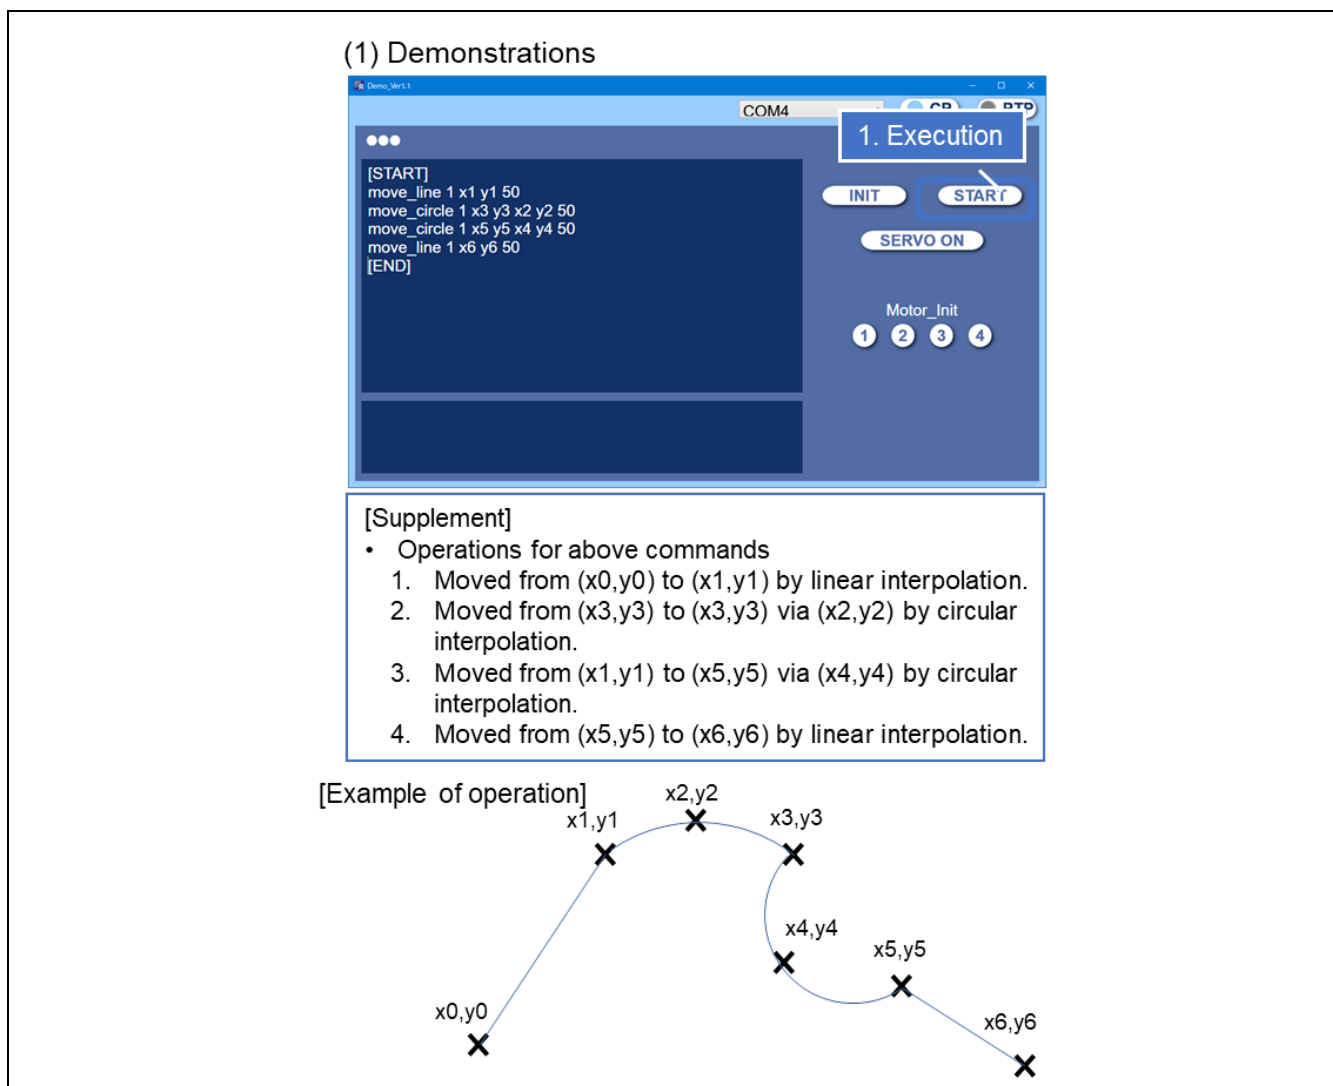 (1) Demonstrations
Demo_Ver1.1
COM4
CP
PTP
1. Execution
[START]
move_line 1 x1 y1 50
move_circle 1 x3 y3 x2 y2 50
move_circle 1 x5 y5 x4 y4 50
move_line 1 x6 y6 50
[END]
INIT
START
SERVO ON
Motor_Init
1 2 3 4
[Supplement]
• Operations for above commands
1. Moved from (x0,y0) to (x1,y1) by linear interpolation.
2. Moved from (x3,y3) to (x3,y3) via (x2,y2) by circular
interpolation.
3. Moved from (x1,y1) to (x5,y5) via (x4,y4) by circular
interpolation.
4. Moved from (x5,y5) to (x6,y6) by linear interpolation.
[Example of operation]
x2,y2
x1,y1
x3,y3
x4,y4
x5,y5
x0,y0
x6,y6